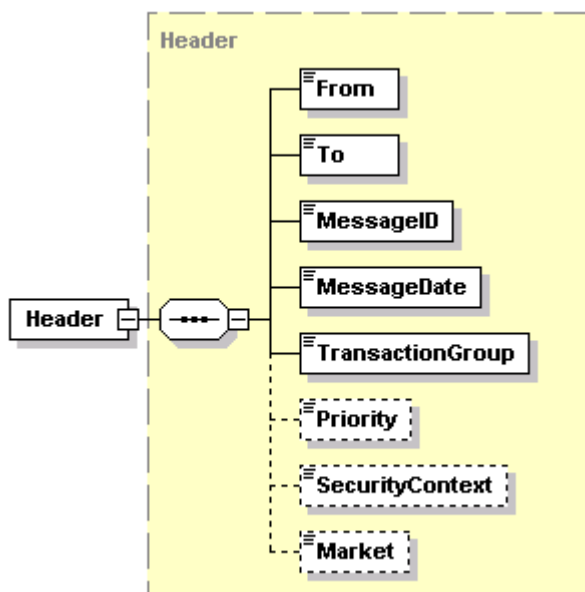 Header
From
To
MessageID
MessageDate
Header
TransactionGroup
Priority
SecurityContext
Market